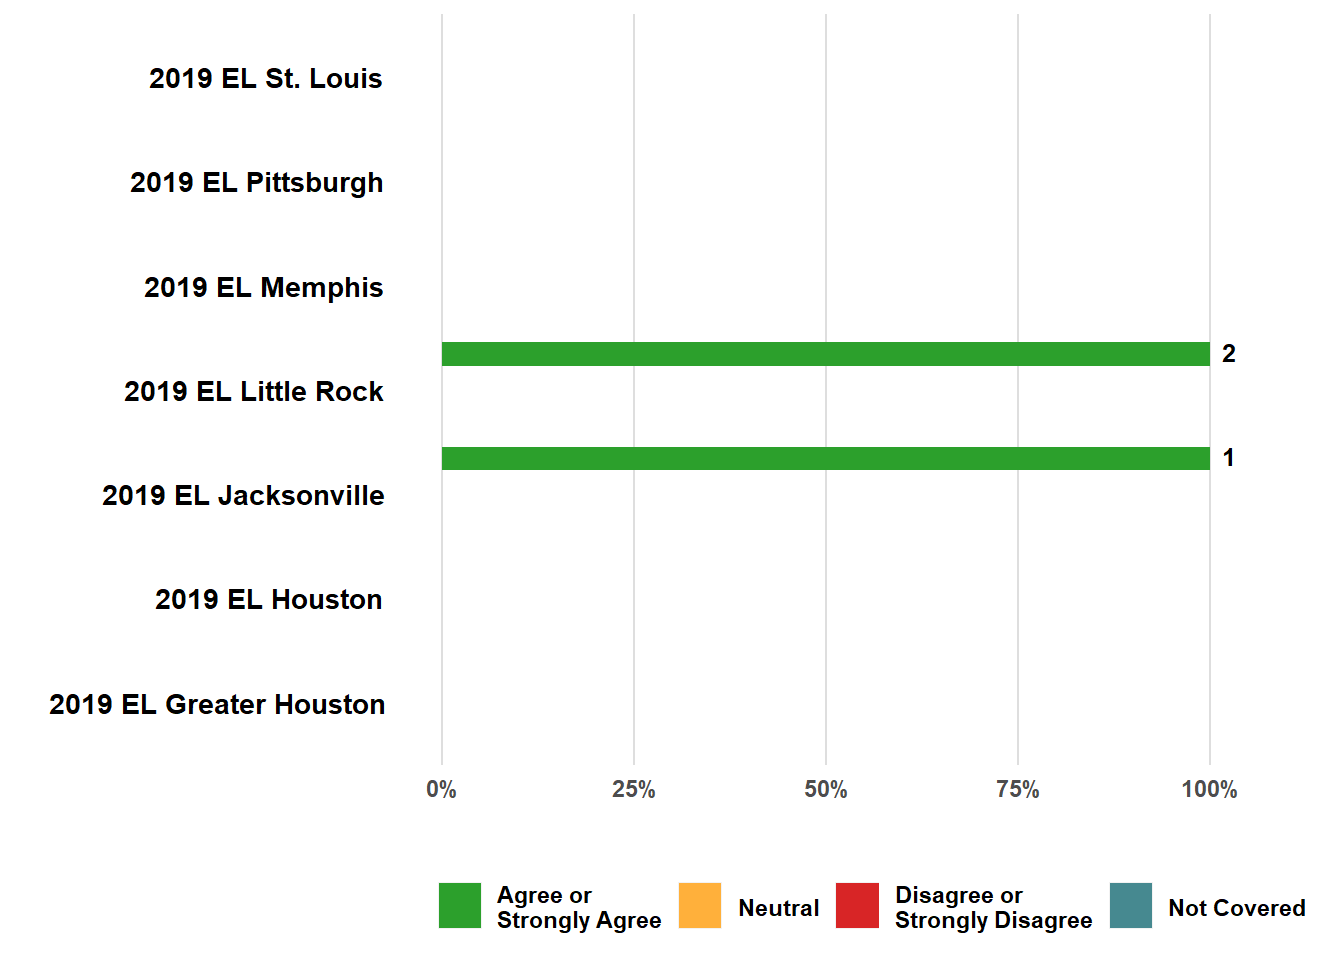 2019 EL St. Louis
2019 EL Pittsburgh
2019 EL Memphis
2
2019 EL Little Rock
1
2019 EL Jacksonville
2019 EL Houston
2019 EL Greater Houston
0% 25% 50% 75% 100%
Agree or
Strongly Agree
Neutral
Disagree or
Strongly Disagree
Not Covered